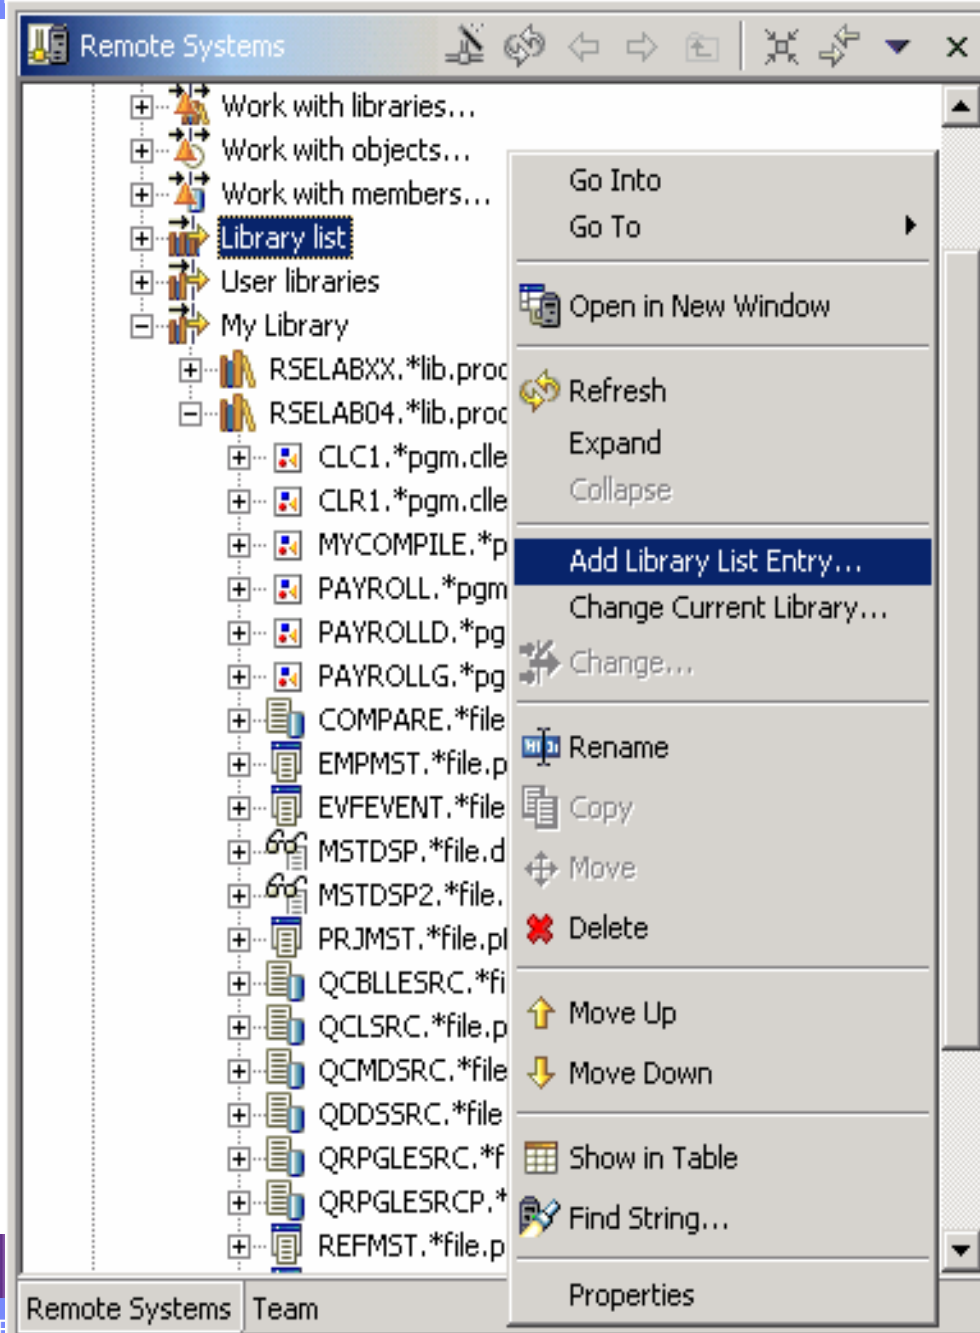 Remote Systems
Work with libraries...
Work with objects...
Work with members...
Library list
User libraries
My Library
RSELABXX.*lib.proc
RSELAB04.*lib.proc
CLC1.*pgm.clle
CLR1.*pgm.clle
MYCOMPILE.*p
PAYROLL.*pgm
PAYROLLD.*pg
PAYROLLG.*pg
COMPARE.*file
EMPMST.*file.p
EVFEVENT.*file
MSTDSP.*file.d
MSTDSP2.*file.
PRJMST.*file.pl
QCBLLESRC.*fi
QCLSRC.*file.p
QCMDSRC.*file
QDDSSRC.*file
QRPGLESRC.*f
QRPGLESRCP.*
REFMST.*file.p
Go Into
Go To
Open in New Window
Refresh
Expand
Collapse
Add Library List Entry...
Change Current Library...
Change...
Rename
Copy
Move
Delete
Move Up
Move Down
Show in Table
Find String...
Properties
Remote Systems
Team